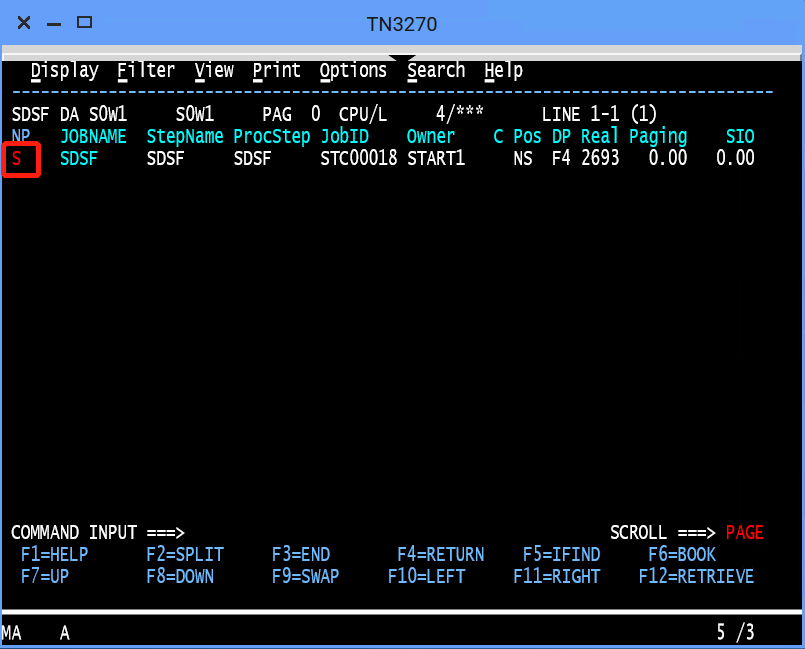 TN3270
Display Filter View Print Options Search Help
--------------------------------------------------------------------------------
SDSF DA S0W1 S0W1 PAG 0 CPU/L 4/*** LINE 1-1 (1)
NP JOBNAME StepName ProcStep JobID Owner C Pos DP Real Paging SIO
S SDSF SDSF SDSF STC00018 START1 NS F4 2693 0.00 0.00
COMMAND INPUT ===> SCROLL ===> PAGE
F1=HELP F2=SPLIT F3=END F4=RETURN F5=IFIND F6=BOOK
F7=UP F8=DOWN F9=SWAP F10=LEFT F11=RIGHT F12=RETRIEVE
MA A 5 /3